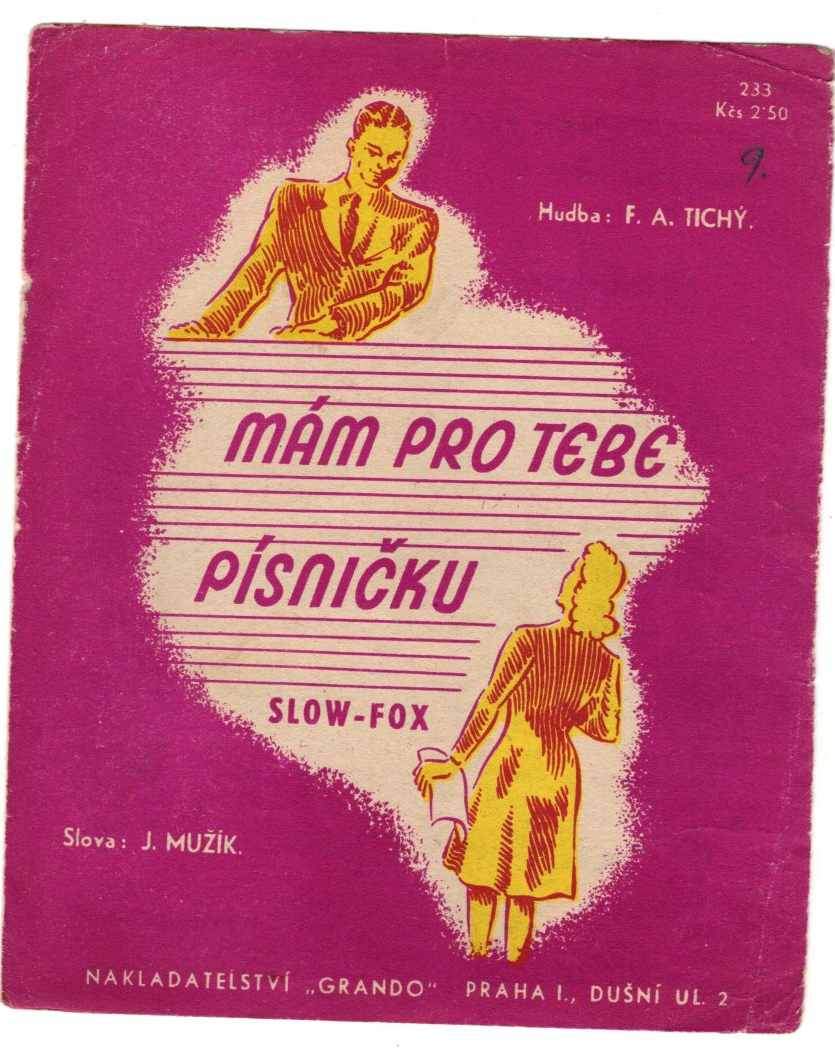 233
Kčs 2·50
9.
Hudba: F. A. TICHÝ.
MÁM PRO TEBE
PÍSNIČKU
SLOW-FOX
Slova: J. MUŽÍK.
NAKLADATELSTVÍ „GRANDO" PRAHA I., DUŠNÍ UL. 2